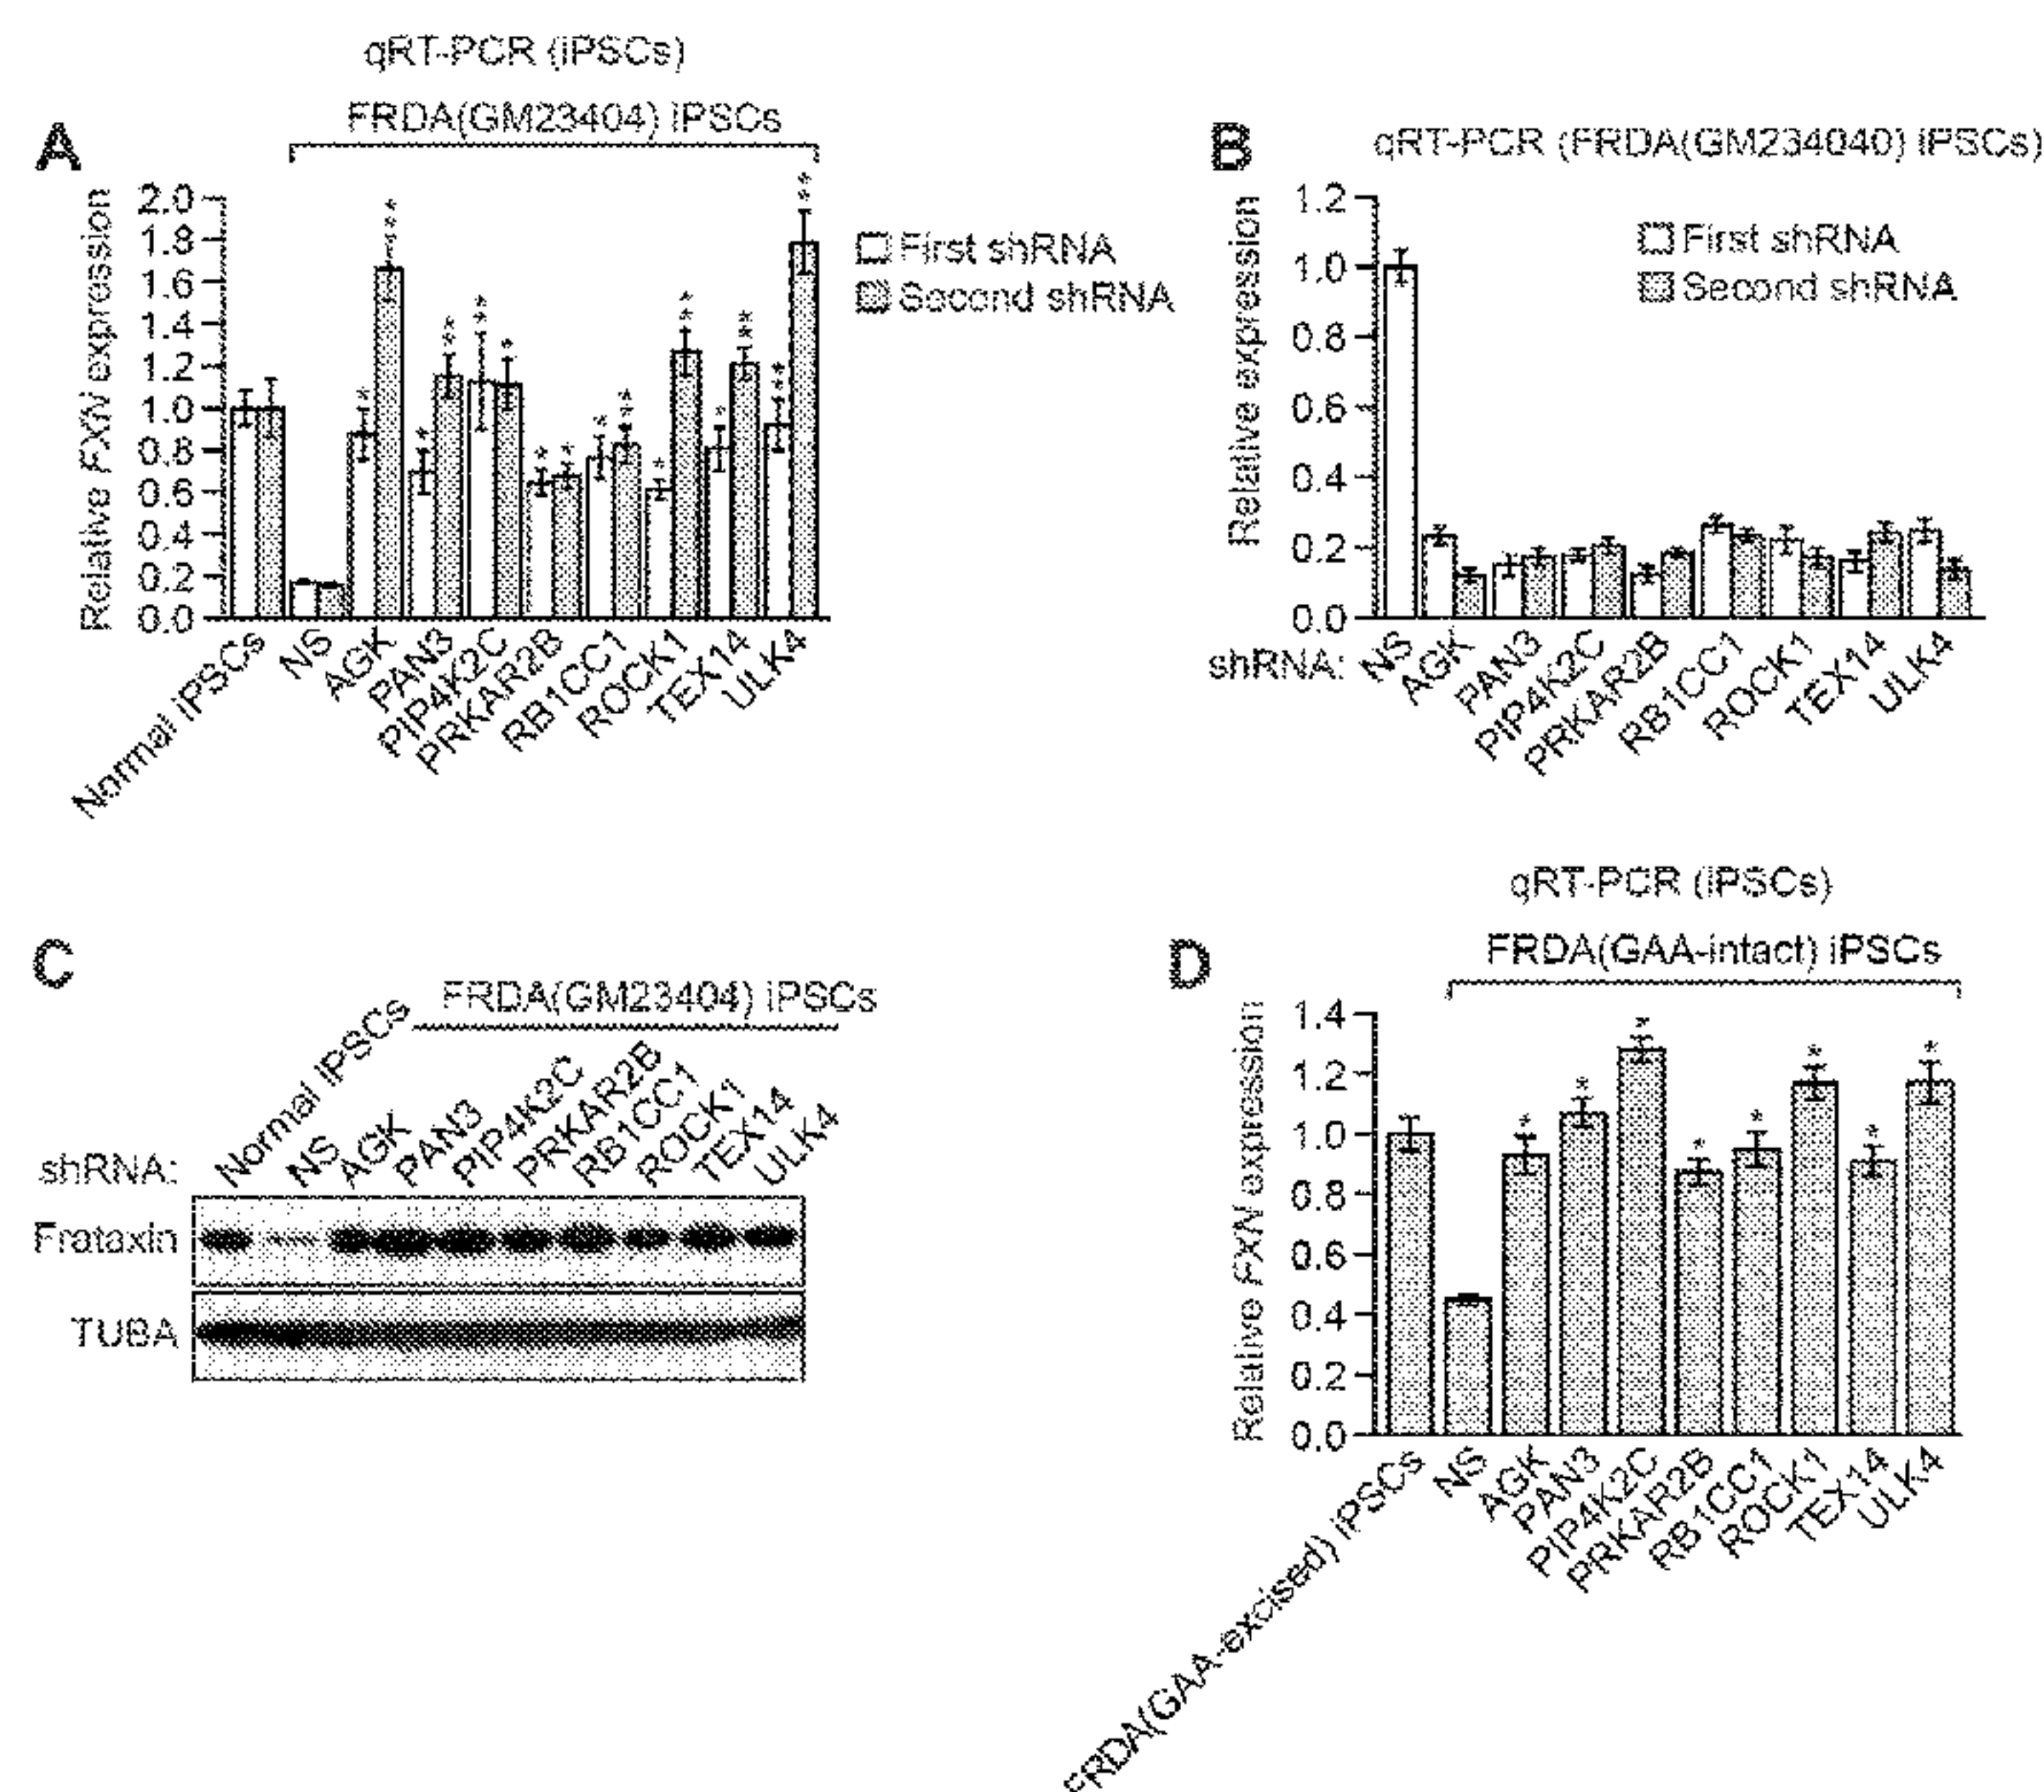 A
qRT-PCR (iPSCs)
FRDA(GM23404) iPSCs
Relative FXN expression
2.0
1.8
1.6
1.4
1.2
1.0
0.8
0.6
0.4
0.2
0.0
First shRNA
Second shRNA
Normal iPSCs
NS
AGK
PAN3
PIP4K2C
PRKAR2B
RB1CC1
ROCK1
TEX14
ULK4
B
qRT-PCR (FRDA(GM234040) iPSCs)
Relative expression
1.2
1.0
0.8
0.6
0.4
0.2
0.0
First shRNA
Second shRNA
shRNA:
NS
AGK
PAN3
PIP4K2C
PRKAR2B
RB1CC1
ROCK1
TEX14
ULK4
C
FRDA(GM23404) iPSCs
shRNA:
Normal iPSCs
NS
AGK
PAN3
PIP4K2C
PRKAR2B
RB1CC1
ROCK1
TEX14
ULK4
Frataxin
TUBA
D
qRT-PCR (iPSCs)
FRDA(GAA-intact) iPSCs
Relative FXN expression
1.4
1.2
1.0
0.8
0.6
0.4
0.2
0.0
FRDA(GAA-excised) iPSCs
NS
AGK
PAN3
PIP4K2C
PRKAR2B
RB1CC1
ROCK1
TEX14
ULK4